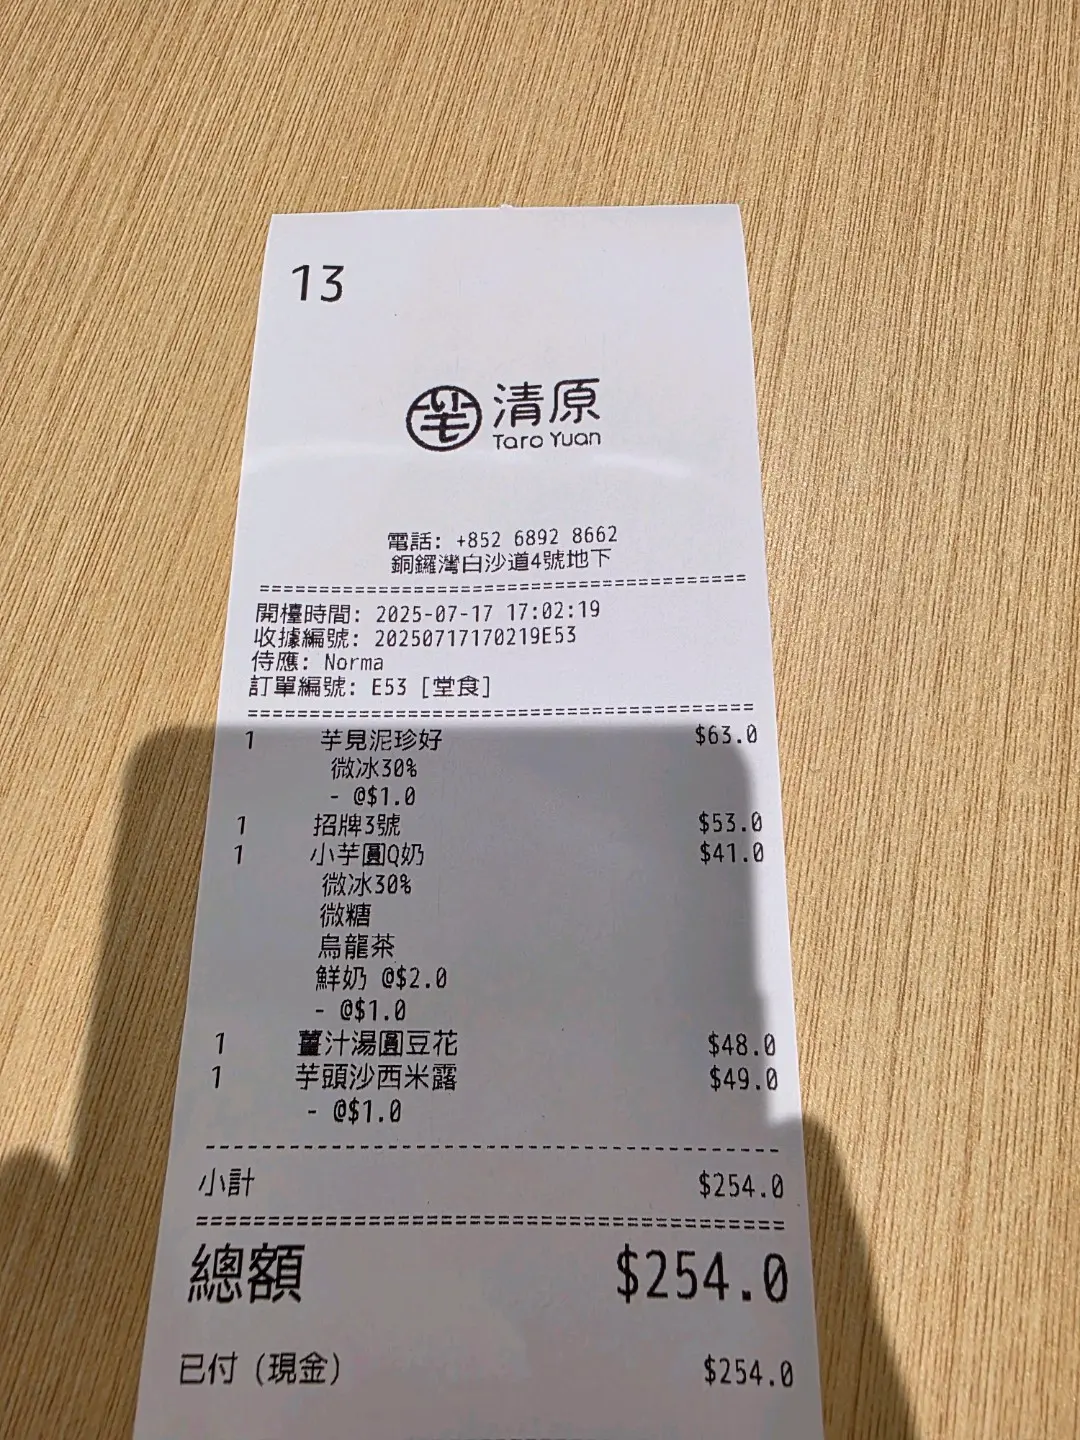 13
芋 清原
Taro Yuan
電話: +852 6892 8662
銅鑼灣白沙道4號地下
========================================
開檯時間: 2025-07-17 17:02:19
收據編號: 20250717170219E53
侍應: Norma
訂單編號: E53 [堂食]
========================================
1 芋見泥珍好 $63.0
微冰30%
- @$1.0
1 招牌3號 $53.0
1 小芋圓Q奶 $41.0
微冰30%
微糖
烏龍茶
鮮奶 @$2.0
- @$1.0
1 薑汁湯圓豆花 $48.0
1 芋頭沙西米露 $49.0
- @$1.0
----------------------------------------
小計 $254.0
========================================
總額 $254.0
已付 (現金) $254.0